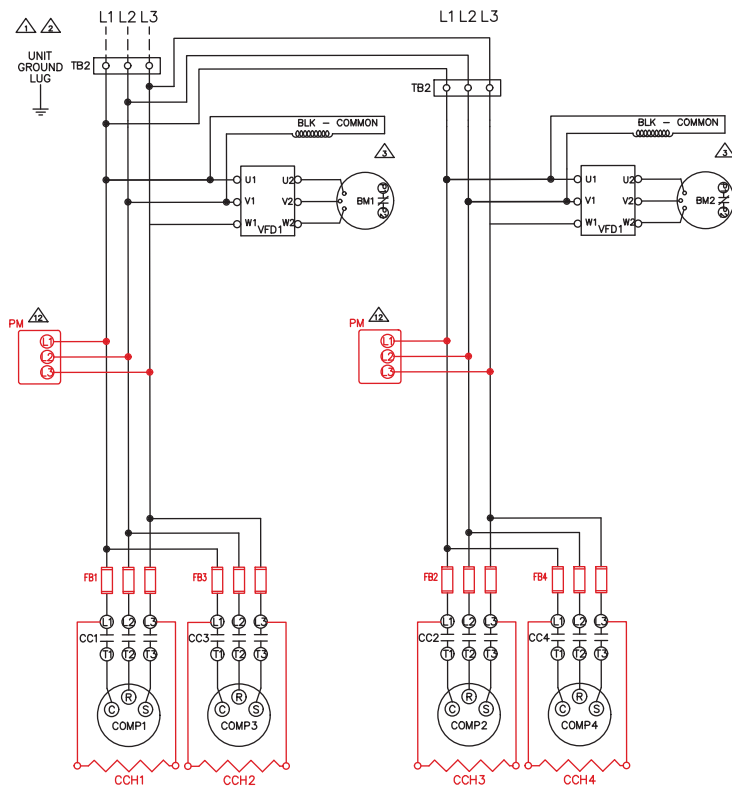 L1 L2 L3
L1 L2 L3
1 2
UNIT
GROUND
LUG
TB2
TB2
BLK - COMMON
BLK - COMMON
3
3
U1 U2
V1 V2
W1 W2
VFD1
BM1
P1
P2
U1 U2
V1 V2
W1 W2
VFD1
BM2
P1
P2
PM
12
L1
L2
L3
PM
12
L1
L2
L3
FB1
FB3
FB2
FB4
L1 L2 L3
L1 L2 L3
L1 L2 L3
L1 L2 L3
CC1
CC3
CC2
CC4
T1 T2 T3
T1 T2 T3
T1 T2 T3
T1 T2 T3
C R S
C R S
C R S
C R S
COMP1
COMP3
COMP2
COMP4
CCH1
CCH2
CCH3
CCH4